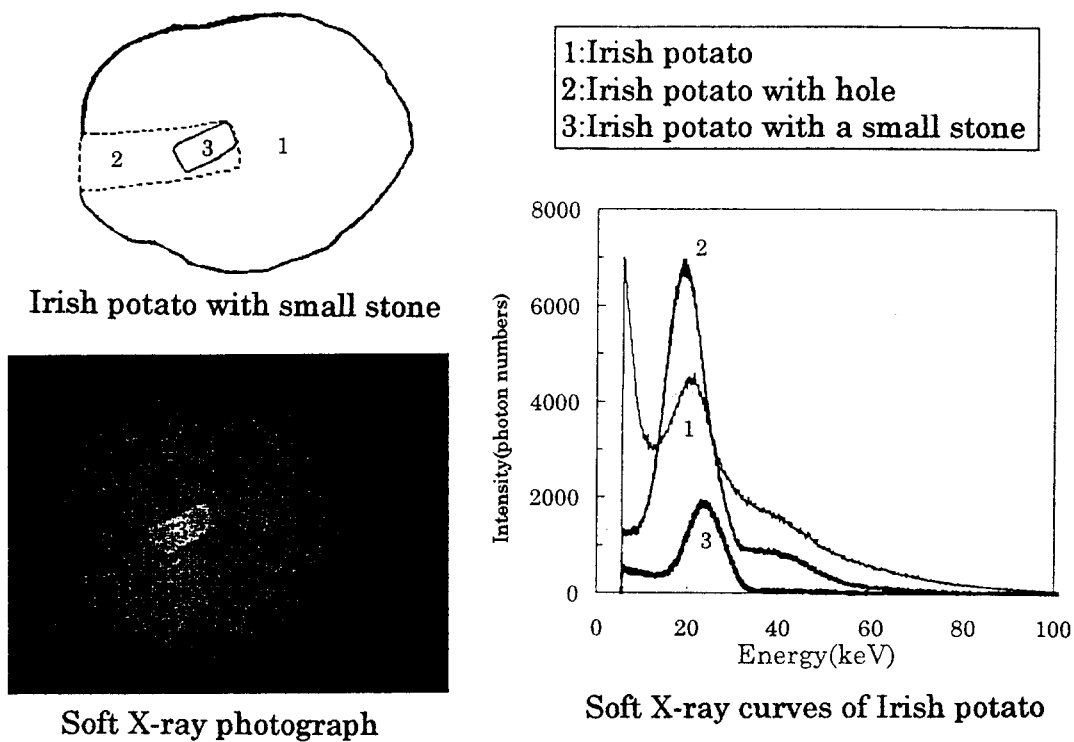 2
3
1
Irish potato with small stone
Soft X-ray photograph
1:Irish potato
2:Irish potato with hole
3:Irish potato with a small stone
8000
6000
4000
2000
0
Intensity(photon numbers)
2
1
3
0 20 40 60 80 100
Energy(keV)
Soft X-ray curves of Irish potato